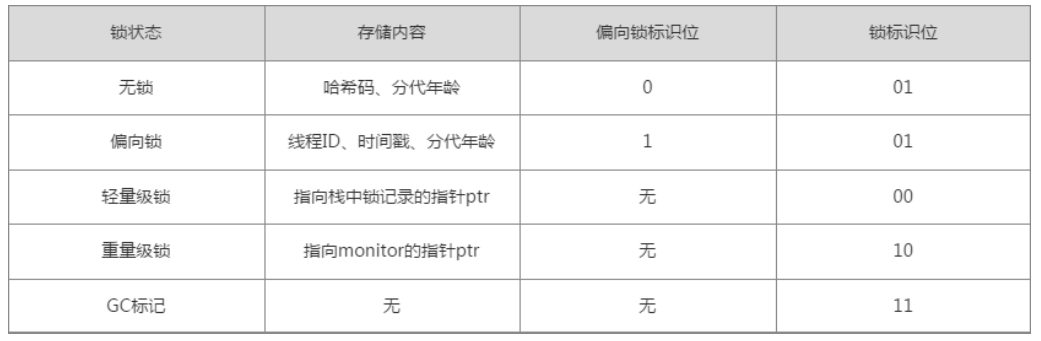 锁状态 存储内容 偏向锁标识位 锁标识位
无锁 哈希码、分代年龄 0 01
偏向锁 线程ID、时间戳、分代年龄 1 01
轻量级锁 指向栈中锁记录的指针ptr 无 00
重量级锁 指向monitor的指针ptr 无 10
GC标记 无 无 11